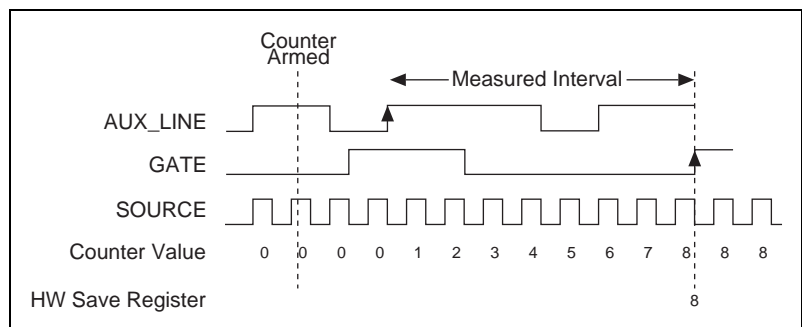 Counter
Armed
Measured Interval
AUX_LINE
GATE
SOURCE
Counter Value 0 0 0 0 1 2 3 4 5 6 7 8 8 8
HW Save Register 8